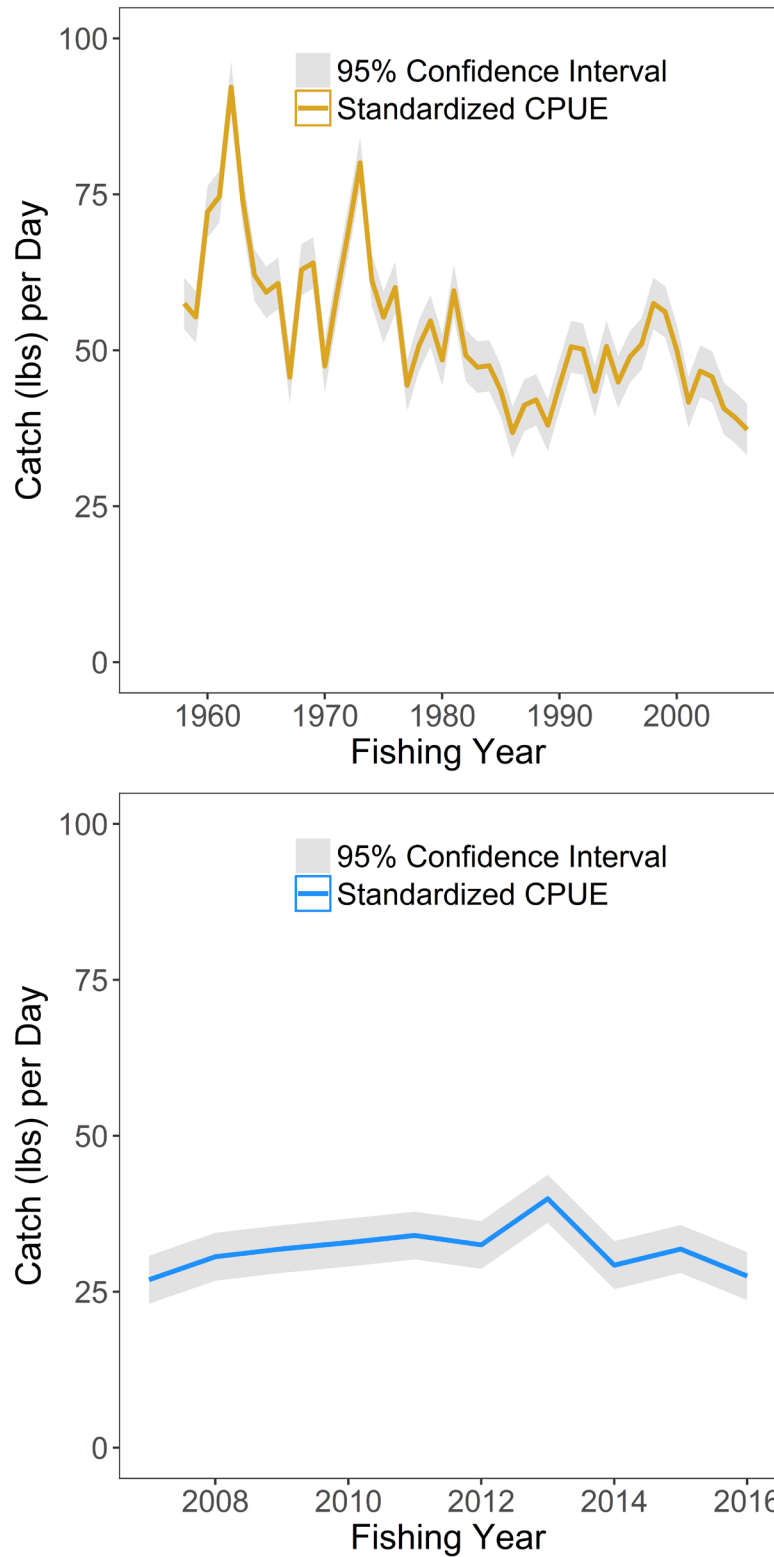 100
95% Confidence Interval
Standardized CPUE
75
50
25
0
Catch (lbs) per Day
1960 1970 1980 1990 2000
Fishing Year
100
95% Confidence Interval
Standardized CPUE
75
50
25
0
Catch (lbs) per Day
2008 2010 2012 2014 2016
Fishing Year